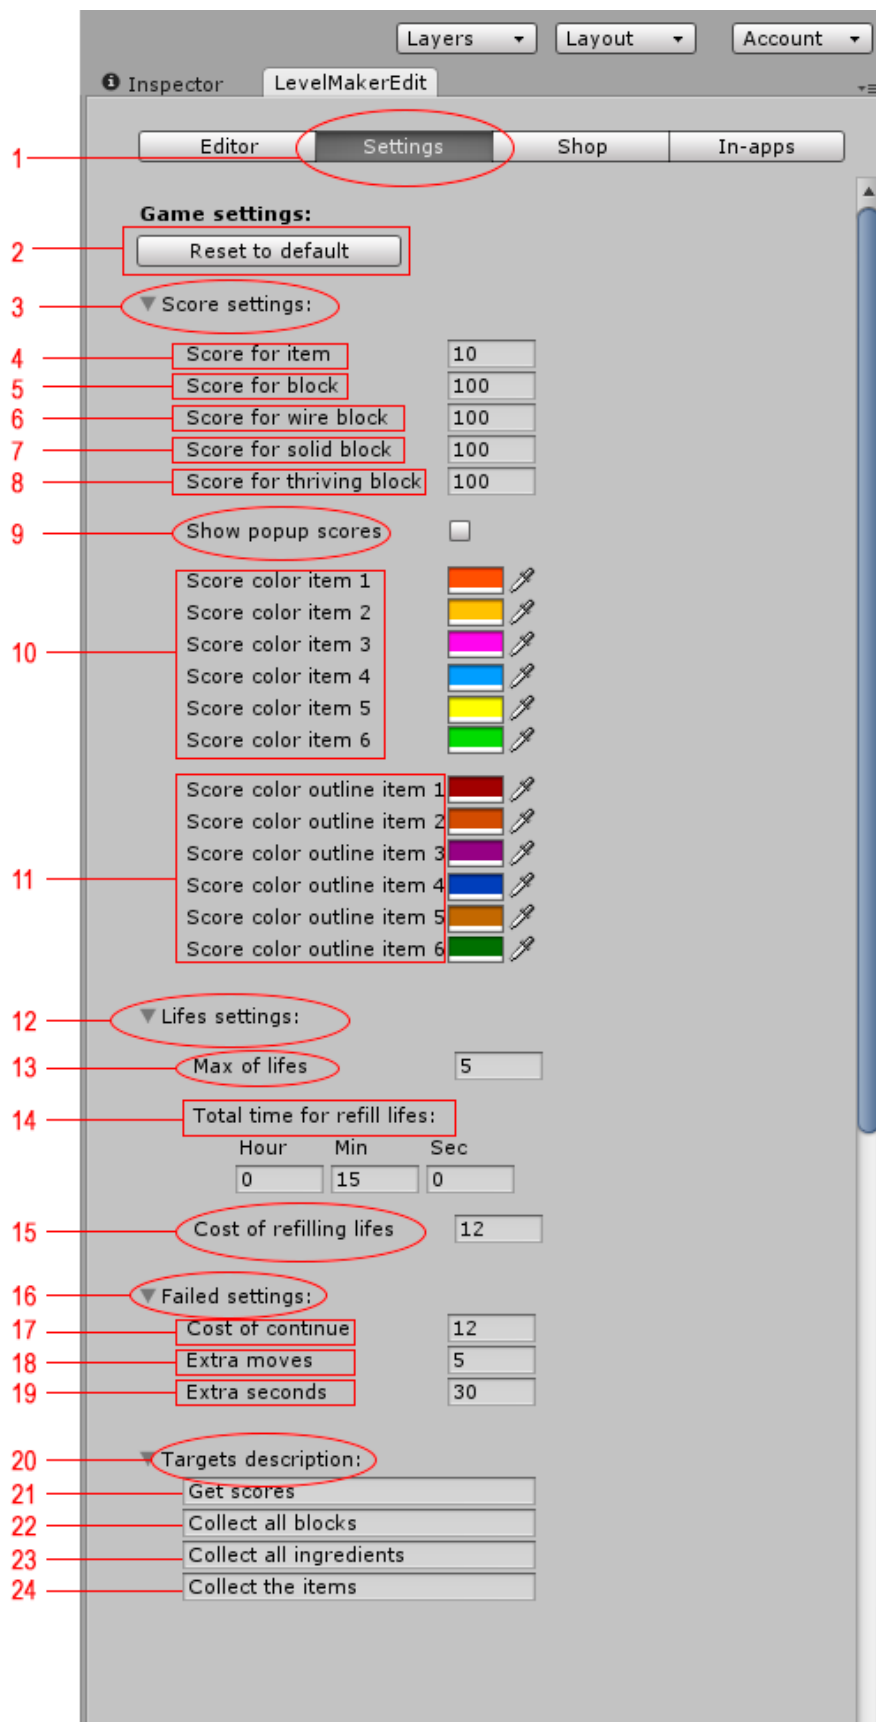 Layers Layout Account
Inspector LevelMakerEdit
1 Editor Settings Shop In-apps
Game settings:
2 Reset to default
3 Score settings:
4 Score for item 10
5 Score for block 100
6 Score for wire block 100
7 Score for solid block 100
8 Score for thriving block 100
9 Show popup scores
Score color item 1
Score color item 2
10 Score color item 3
Score color item 4
Score color item 5
Score color item 6
Score color outline item 1
Score color outline item 2
Score color outline item 3
11 Score color outline item 4
Score color outline item 5
Score color outline item 6
12 Lifes settings:
13 Max of lifes 5
14 Total time for refill lifes:
Hour Min Sec
0 15 0
15 Cost of refilling lifes 12
16 Failed settings:
17 Cost of continue 12
18 Extra moves 5
19 Extra seconds 30
20 Targets description:
21 Get scores
22 Collect all blocks
23 Collect all ingredients
24 Collect the items